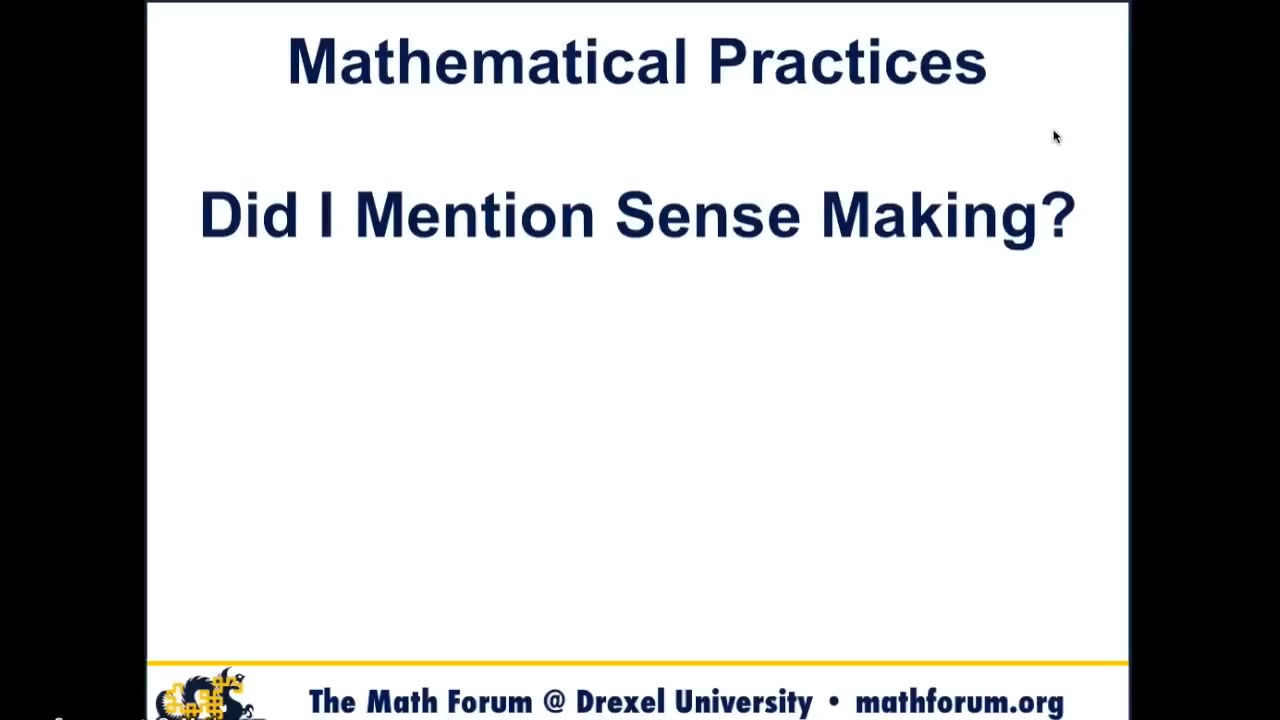 Mathematical Practices
Did I Mention Sense Making?
The Math Forum @ Drexel University • mathforum.org